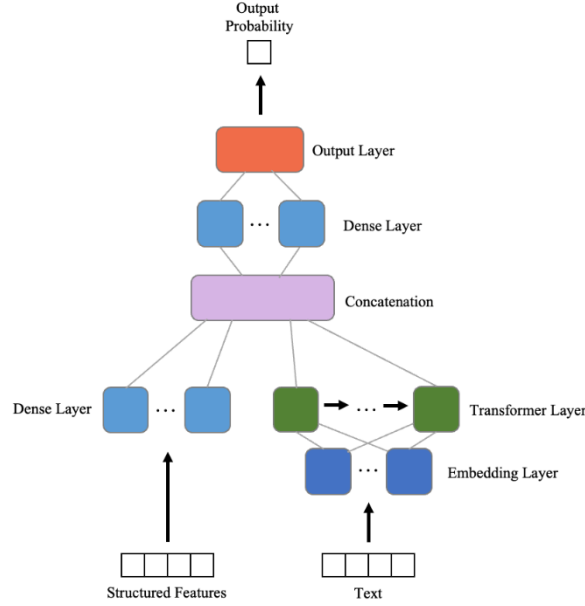 Output
Probability
Output Layer
...
Dense Layer
Concatenation
Dense Layer
...
...
Transformer Layer
...
Embedding Layer
Structured Features
Text